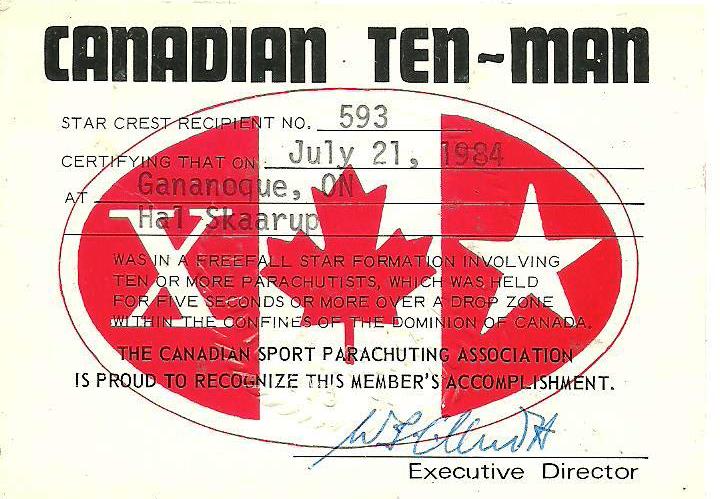 CANADIAN TEN~MAN
STAR CREST RECIPIENT NO. 593
CERTIFYING THAT ON July 21, 1984
AT Gananoque, ON
Hal Skaarup
X
WAS IN A FREEFALL STAR FORMATION INVOLVING
TEN OR MORE PARACHUTISTS, WHICH WAS HELD
FOR FIVE SECONDS OR MORE OVER A DROP ZONE
WITHIN THE CONFINES OF THE DOMINION OF CANADA.
THE CANADIAN SPORT PARACHUTING ASSOCIATION
IS PROUD TO RECOGNIZE THIS MEMBER'S ACCOMPLISHMENT.
Executive Director